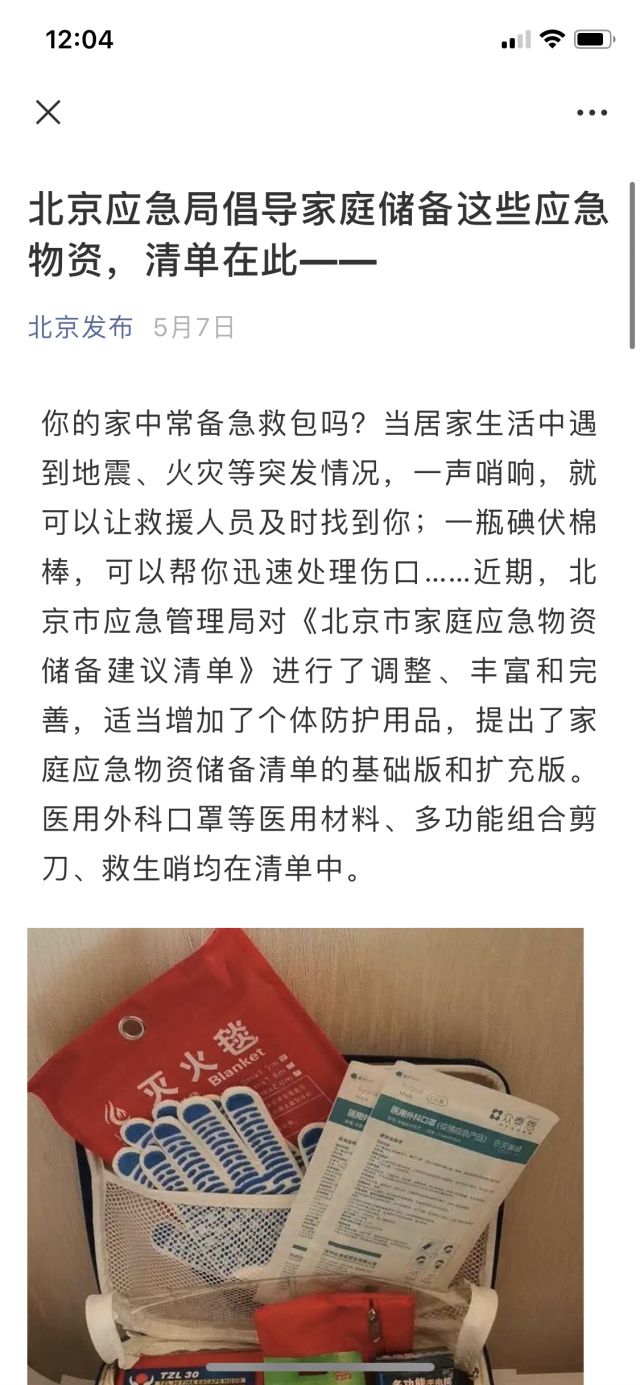 12:04
北京应急局倡导家庭储备这些应急
物资，清单在此——
北京发布 5月7日
你的家中常备急救包吗？当居家生活中遇
到地震、火灾等突发情况，一声哨响，就
可以让救援人员及时找到你；一瓶碘伏棉
棒，可以帮你迅速处理伤口……近期，北
京市应急管理局对《北京市家庭应急物资
储备建议清单》进行了调整、丰富和完
善，适当增加了个体防护用品，提出了家
庭应急物资储备清单的基础版和扩充版。
医用外科口罩等医用材料、多功能组合剪
刀、救生哨均在清单中。
灭火毯
Blanket
医用外科口罩
TZL 30